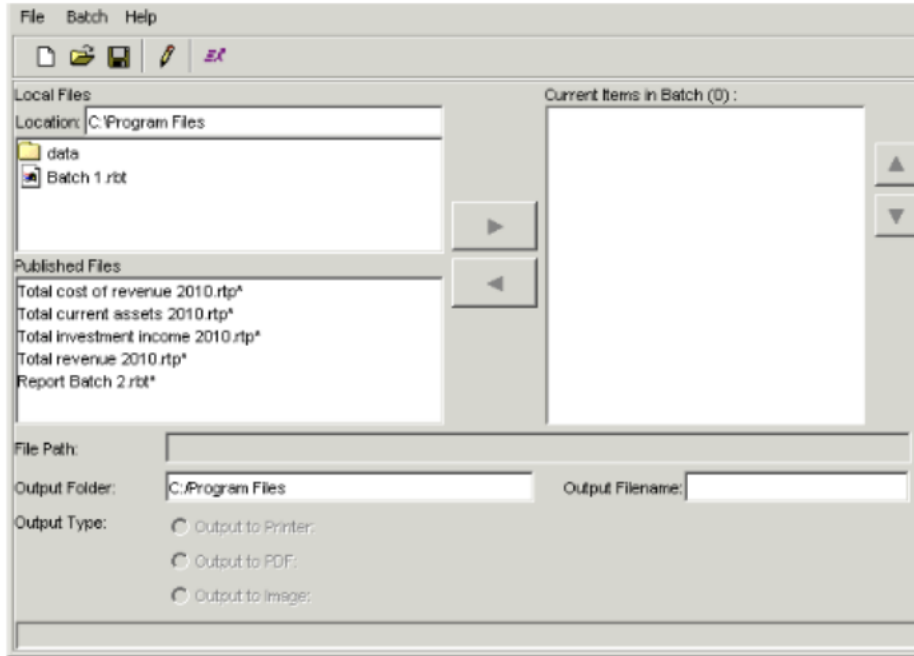 File Batch Help
Local Files
Location: C:\Program Files
data
Batch 1.rbt
Published Files
Total cost of revenue 2010.rtp*
Total current assets 2010.rtp*
Total investment income 2010.rtp*
Total revenue 2010.rtp*
Report Batch 2.rbt*
Current Items in Batch (0) :
File Path:
Output Folder: C:/Program Files
Output Filename:
Output Type:
Output to Printer:
Output to PDF:
Output to Image: